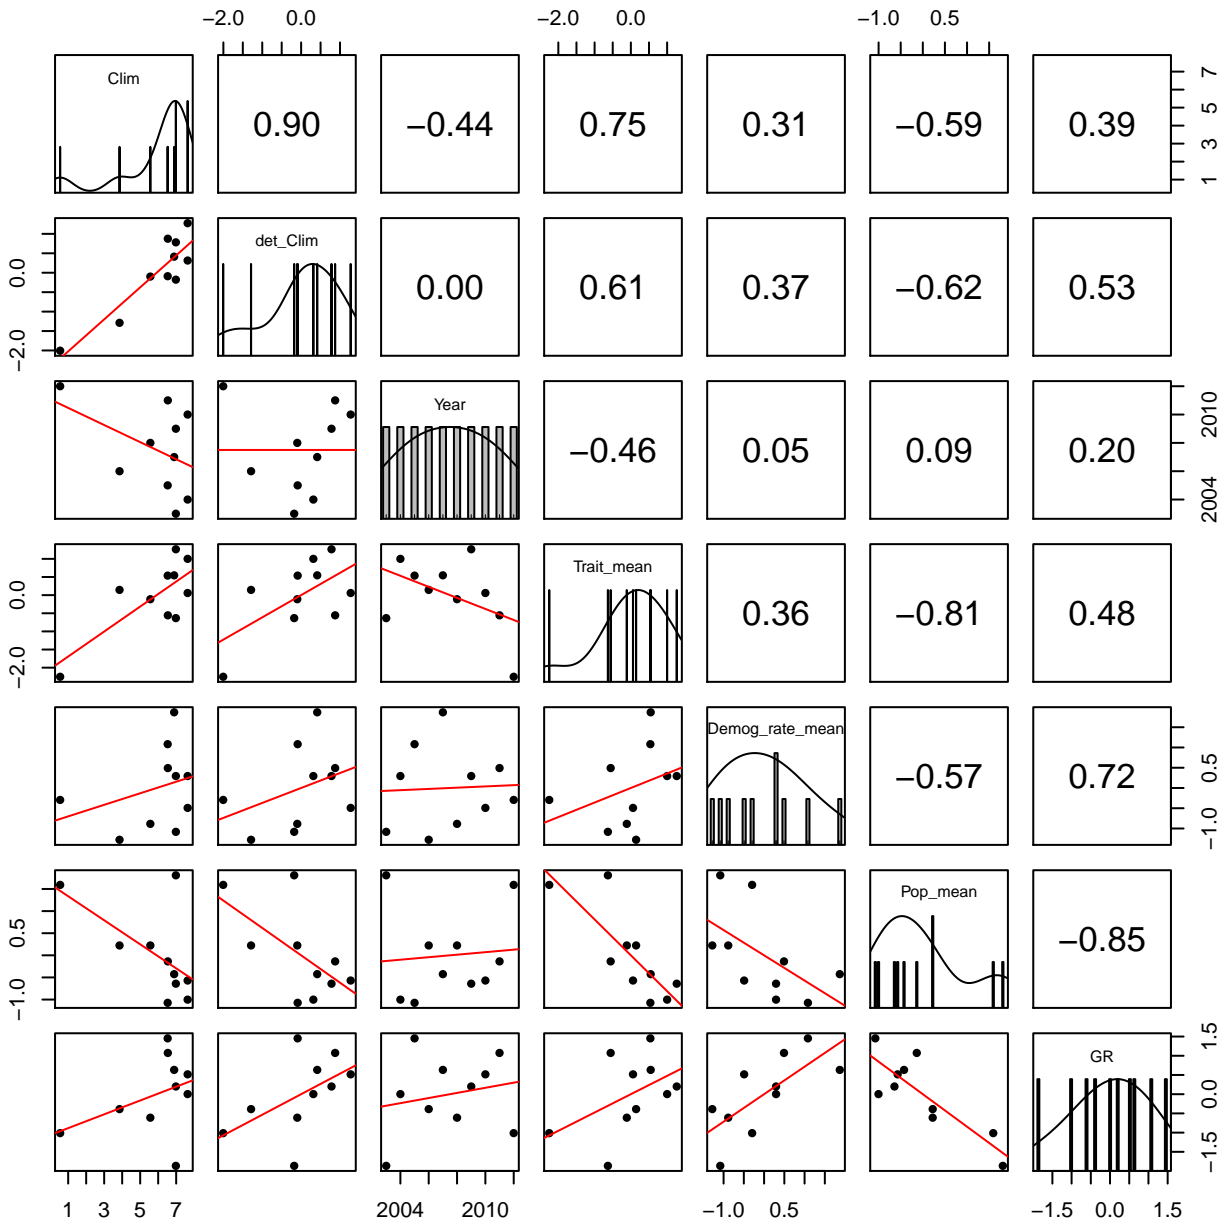 −2.0 0.0 −2.0 0.0 −1.0 0.5
Clim 0.90 −0.44 0.75 0.31 −0.59 0.39 1 3 5 7
−2.0 0.0 det_Clim 0.00 0.61 0.37 −0.62 0.53
Year −0.46 0.05 0.09 0.20 2004 2010
−2.0 0.0 Trait_mean 0.36 −0.81 0.48
Demog_rate_mean −0.57 0.72 −1.0 0.5
−1.0 0.5 Pop_mean −0.85
GR −1.5 0.0 1.5
1 3 5 7 2004 2010 −1.0 0.5 −1.5 0.0 1.5